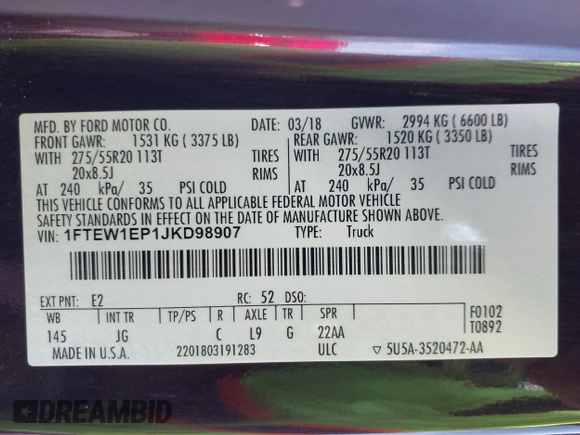 MFD. BY FORD MOTOR CO. DATE: 03/18 GVWR: 2994 KG ( 6600 LB)
FRONT GAWR: 1531 KG ( 3375 LB) REAR GAWR: 1520 KG ( 3350 LB)
WITH 275/55R20 113T TIRES WITH 275/55R20 113T TIRES
20x8.5J RIMS 20x8.5J RIMS
AT 240 kPa/ 35 PSI COLD AT 240 kPa/ 35 PSI COLD
THIS VEHICLE CONFORMS TO ALL APPLICABLE FEDERAL MOTOR VEHICLE
SAFETY STANDARDS IN EFFECT ON THE DATE OF MANUFACTURE SHOWN ABOVE.
VIN: 1FTEW1EP1JKD98907 TYPE: Truck
EXT PNT: E2 RC: 52 DSO:
WB INT TR TP/PS R AXLE TR SPR F0102
145 JG C L9 G 22AA T0892
MADE IN U.S.A. 2201803191283 ULC ▽ 5U5A-3520472-AA
DREAMBID